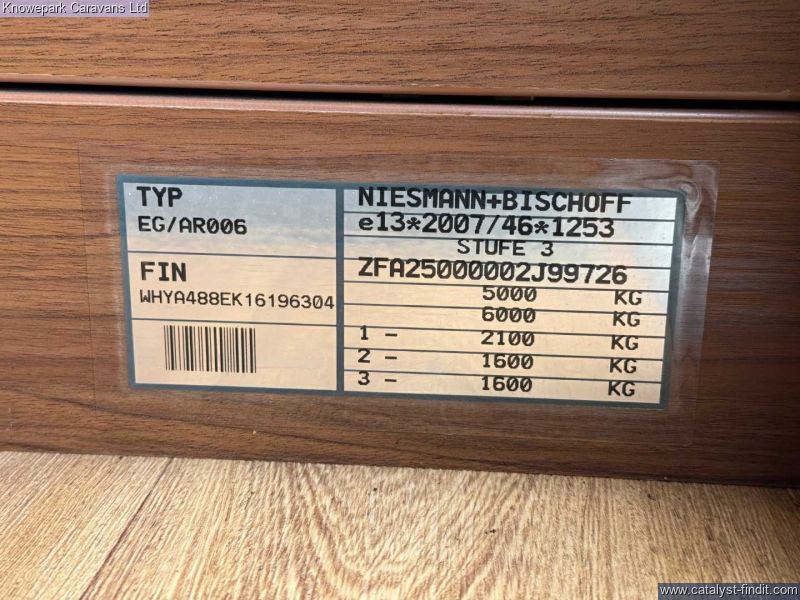 Knowepark Caravans Ltd
TYP
EG/AR006
FIN
WHYA488EK16196304
NIESMANN+BISCHOFF
e13*2007/46*1253
STUFE 3
ZFA25000002J99726
5000 KG
6000 KG
1 - 2100 KG
2 - 1600 KG
3 - 1600 KG
www.catalyst-findit.com